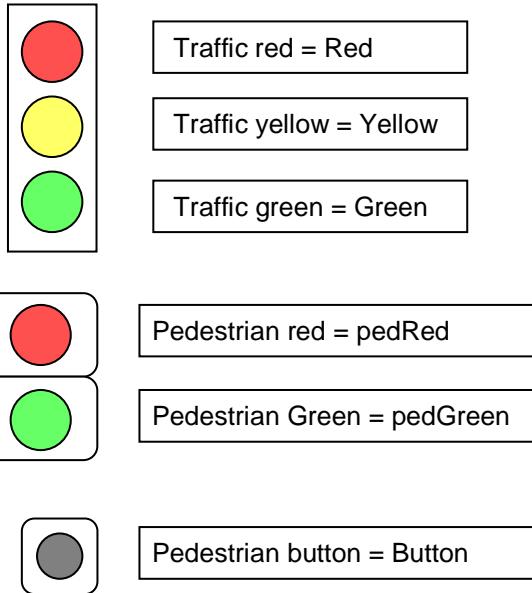 Traffic red = Red
Traffic yellow = Yellow
Traffic green = Green
Pedestrian red = pedRed
Pedestrian Green = pedGreen
Pedestrian button = Button